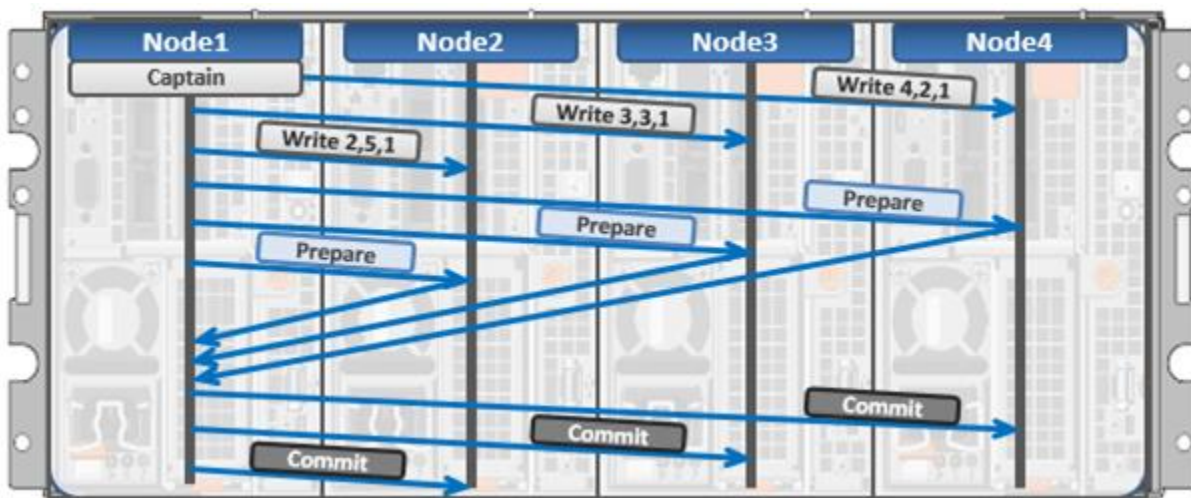 Node1 Node2 Node3 Node4
Captain
Write 4,2,1
Write 3,3,1
Write 2,5,1
Prepare
Prepare
Prepare
Commit
Commit
Commit